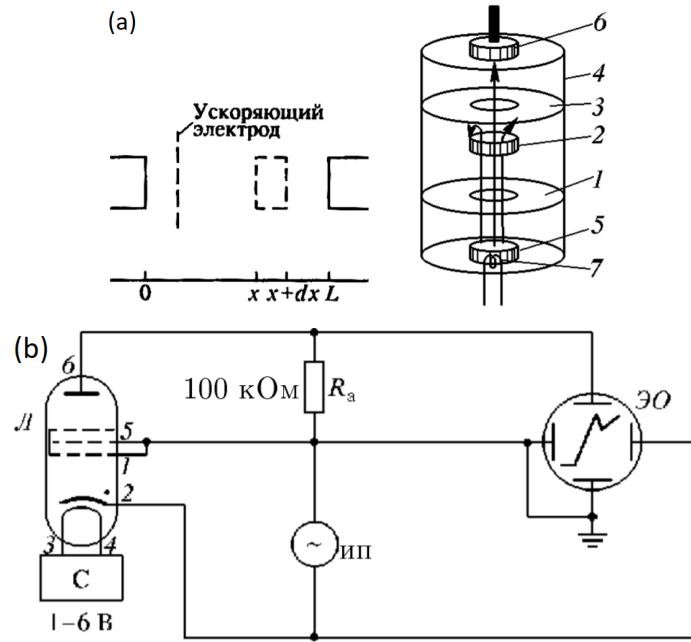 (a)
Ускоряющий
электрод
0 x x+dx L
6
4
3
2
1
5
7
(b)
6
100 кОм Rа
ЭО
Л
5
1
2
~ ИП
3 4
С
1–6 В